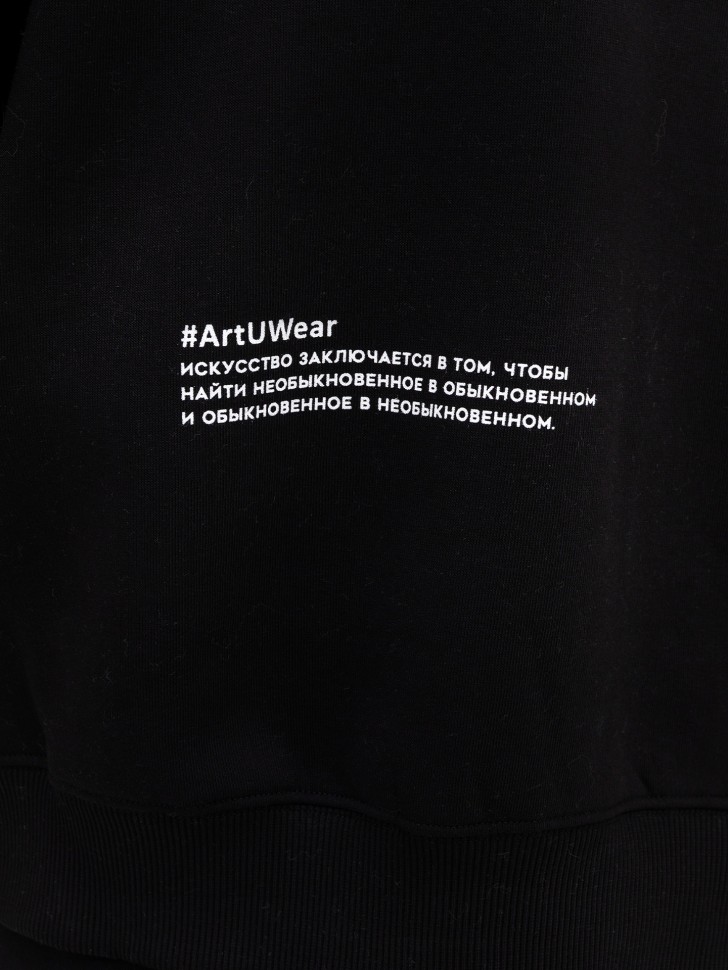 #ArtUWear
ИСКУССТВО ЗАКЛЮЧАЕТСЯ В ТОМ, ЧТОБЫ
НАЙТИ НЕОБЫКНОВЕННОЕ В ОБЫКНОВЕННОМ
И ОБЫКНОВЕННОЕ В НЕОБЫКНОВЕННОМ.